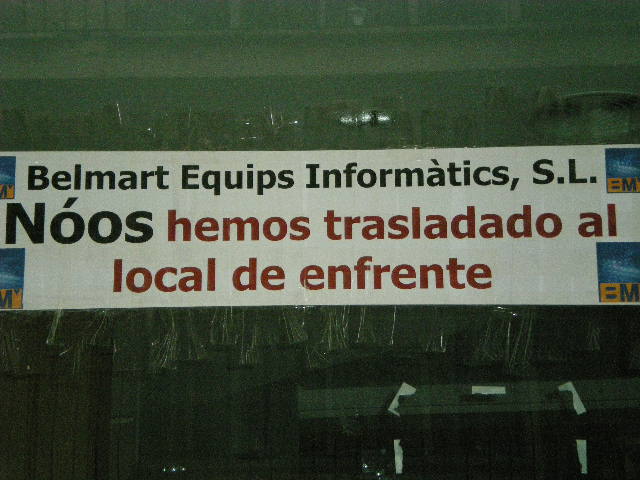 Belmart Equips Informàtics, S.L.
Nóos hemos trasladado al
local de enfrente